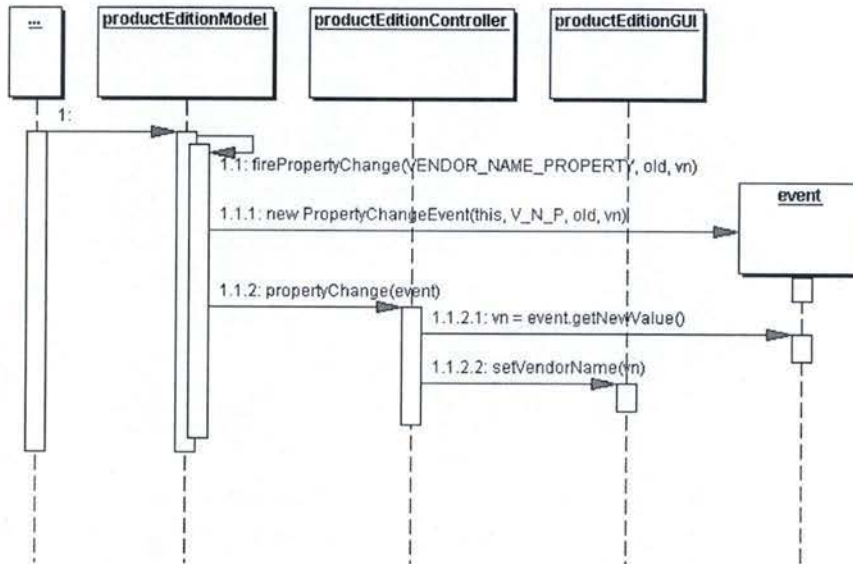 ...
productEditionModel
productEditionController
productEditionGUI
1:
1.1: firePropertyChange(VENDOR_NAME_PROPERTY, old, vn)
event
1.1.1: new PropertyChangeEvent(this, V_N_P, old, vn)
1.1.2: propertyChange(event)
1.1.2.1: vn = event.getNewValue()
1.1.2.2: setVendorName(vn)